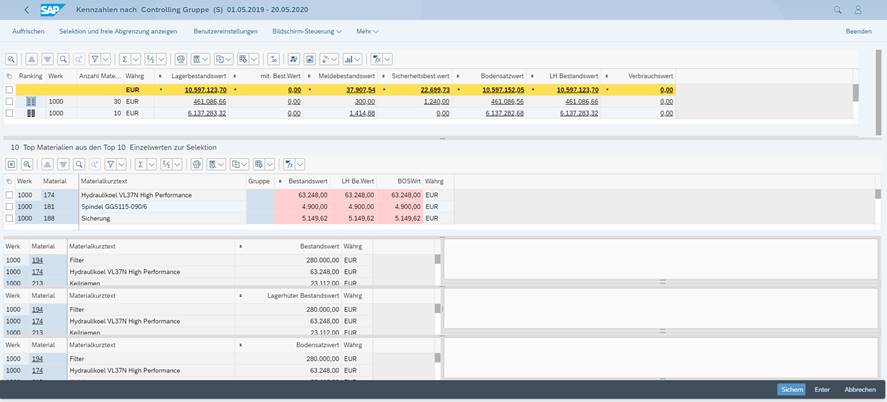 SAP Kennzahlen nach Controlling Gruppe (S) 01.05.2019 - 20.05.2020
Auffrischen Selektion und freie Abgrenzung anzeigen Benutzereinstellungen Bildschirm-Steuerung Mehr Beenden
Ranking Werk Anzahl Mate... Währg Lagerbestandswert mit. Best.Wert Meldebestandswert Sicherheitsbest.wert Bodensatzwert LH Bestandswert Verbrauchswert
EUR 10.597.123,70 0,00 37.907,54 22.699,73 10.597.152,05 10.597.123,70 0,00
1000 30 EUR 461.086,66 0,00 300,00 1.240,00 461.086,56 461.086,66 0,00
1000 10 EUR 6.137.283,32 0,00 1.414,88 0,00 6.137.282,68 6.137.283,32 0,00
10 Top Materialien aus den Top 10 Einzelwerten zur Selektion
Werk Material Materialkurztext Gruppe Bestandswert LH Be.Wert BOSWrt Währg
1000 174 Hydraulikoel VL37N High Performance 63.248,00 63.248,00 63.248,00 EUR
1000 181 Spindel GG5115-090/6 4.900,00 4.900,00 4.900,00 EUR
1000 188 Sicherung 5.149,62 5.149,62 5.149,62 EUR
Werk Material Materialkurztext Bestandswert Währg
1000 194 Filter 280.000,00 EUR
1000 174 Hydraulikoel VL37N High Performance 63.248,00 EUR
1000 213 Keilriemen 23.112,00 EUR
Werk Material Materialkurztext Lagerhüter Bestandswert Währg
1000 194 Filter 280.000,00 EUR
1000 174 Hydraulikoel VL37N High Performance 63.248,00 EUR
1000 213 Keilriemen 23.112,00 EUR
Werk Material Materialkurztext Bodensatzwert Währg
1000 194 Filter 280.000,00 EUR
1000 174 Hydraulikoel VL37N High Performance 63.248,00 EUR
Sichern Enter Abbrechen